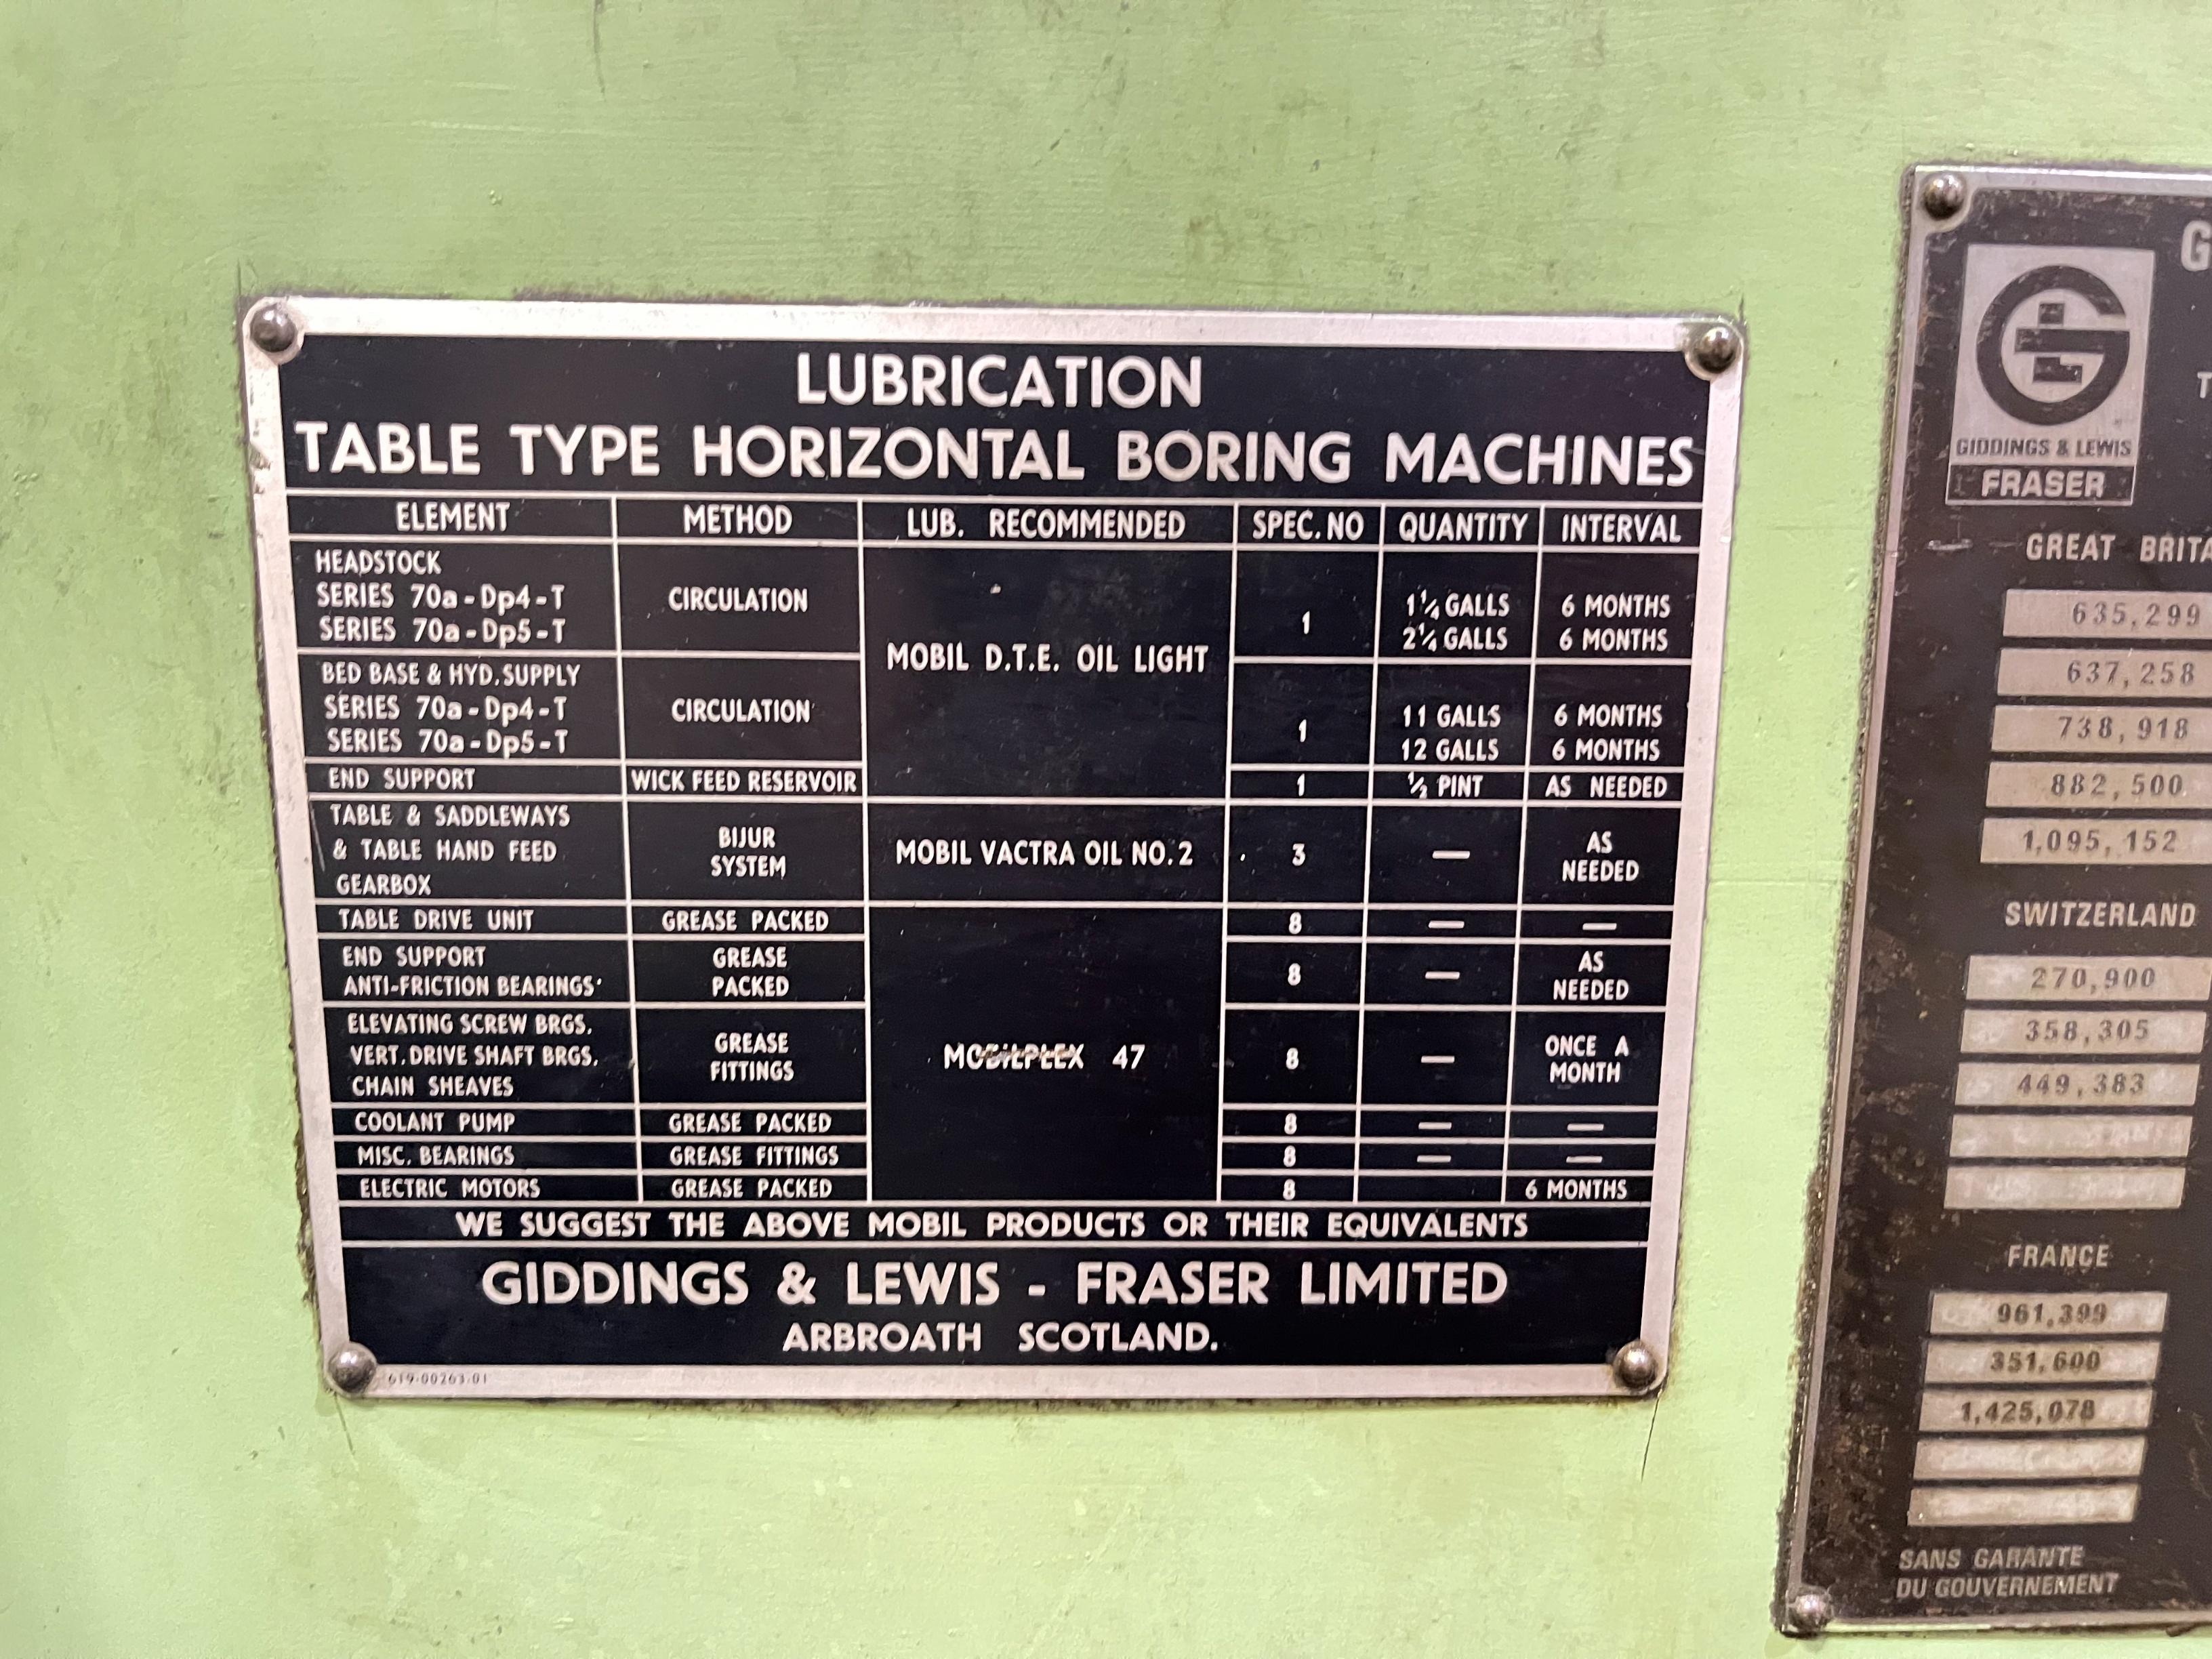 LUBRICATION
TABLE TYPE HORIZONTAL BORING MACHINES
ELEMENT METHOD LUB. RECOMMENDED SPEC. NO QUANTITY INTERVAL
HEADSTOCK
SERIES 70a-Dp4-T
SERIES 70a-Dp5-T
CIRCULATION
MOBIL D.T.E. OIL LIGHT
1
1¼ GALLS 6 MONTHS
2¼ GALLS 6 MONTHS
BED BASE & HYD. SUPPLY
SERIES 70a-Dp4-T
SERIES 70a-Dp5-T
CIRCULATION
1
11 GALLS 6 MONTHS
12 GALLS 6 MONTHS
END SUPPORT WICK FEED RESERVOIR 1 ½ PINT AS NEEDED
TABLE & SADDLEWAYS
& TABLE HAND FEED
GEARBOX
BIJUR
SYSTEM
MOBIL VACTRA OIL NO. 2
3
—
AS
NEEDED
TABLE DRIVE UNIT GREASE PACKED 8 — —
END SUPPORT
ANTI-FRICTION BEARINGS
GREASE
PACKED
8
—
AS
NEEDED
ELEVATING SCREW BRGS.
VERT. DRIVE SHAFT BRGS.
CHAIN SHEAVES
GREASE
FITTINGS
MOBILPLEX 47
8
—
ONCE A
MONTH
COOLANT PUMP GREASE PACKED 8 — —
MISC. BEARINGS GREASE FITTINGS 8 — —
ELECTRIC MOTORS GREASE PACKED 8 6 MONTHS
WE SUGGEST THE ABOVE MOBIL PRODUCTS OR THEIR EQUIVALENTS
GIDDINGS & LEWIS - FRASER LIMITED
ARBROATH SCOTLAND.
619-00263-01
G
T
GIDDINGS & LEWIS
FRASER
GREAT BRITA
635,299
637,258
738,918
882,500
1,095,152
SWITZERLAND
270,900
358,305
449,383
FRANCE
961,399
351,600
1,425,078
SANS GARANTE
DU GOUVERNEMENT